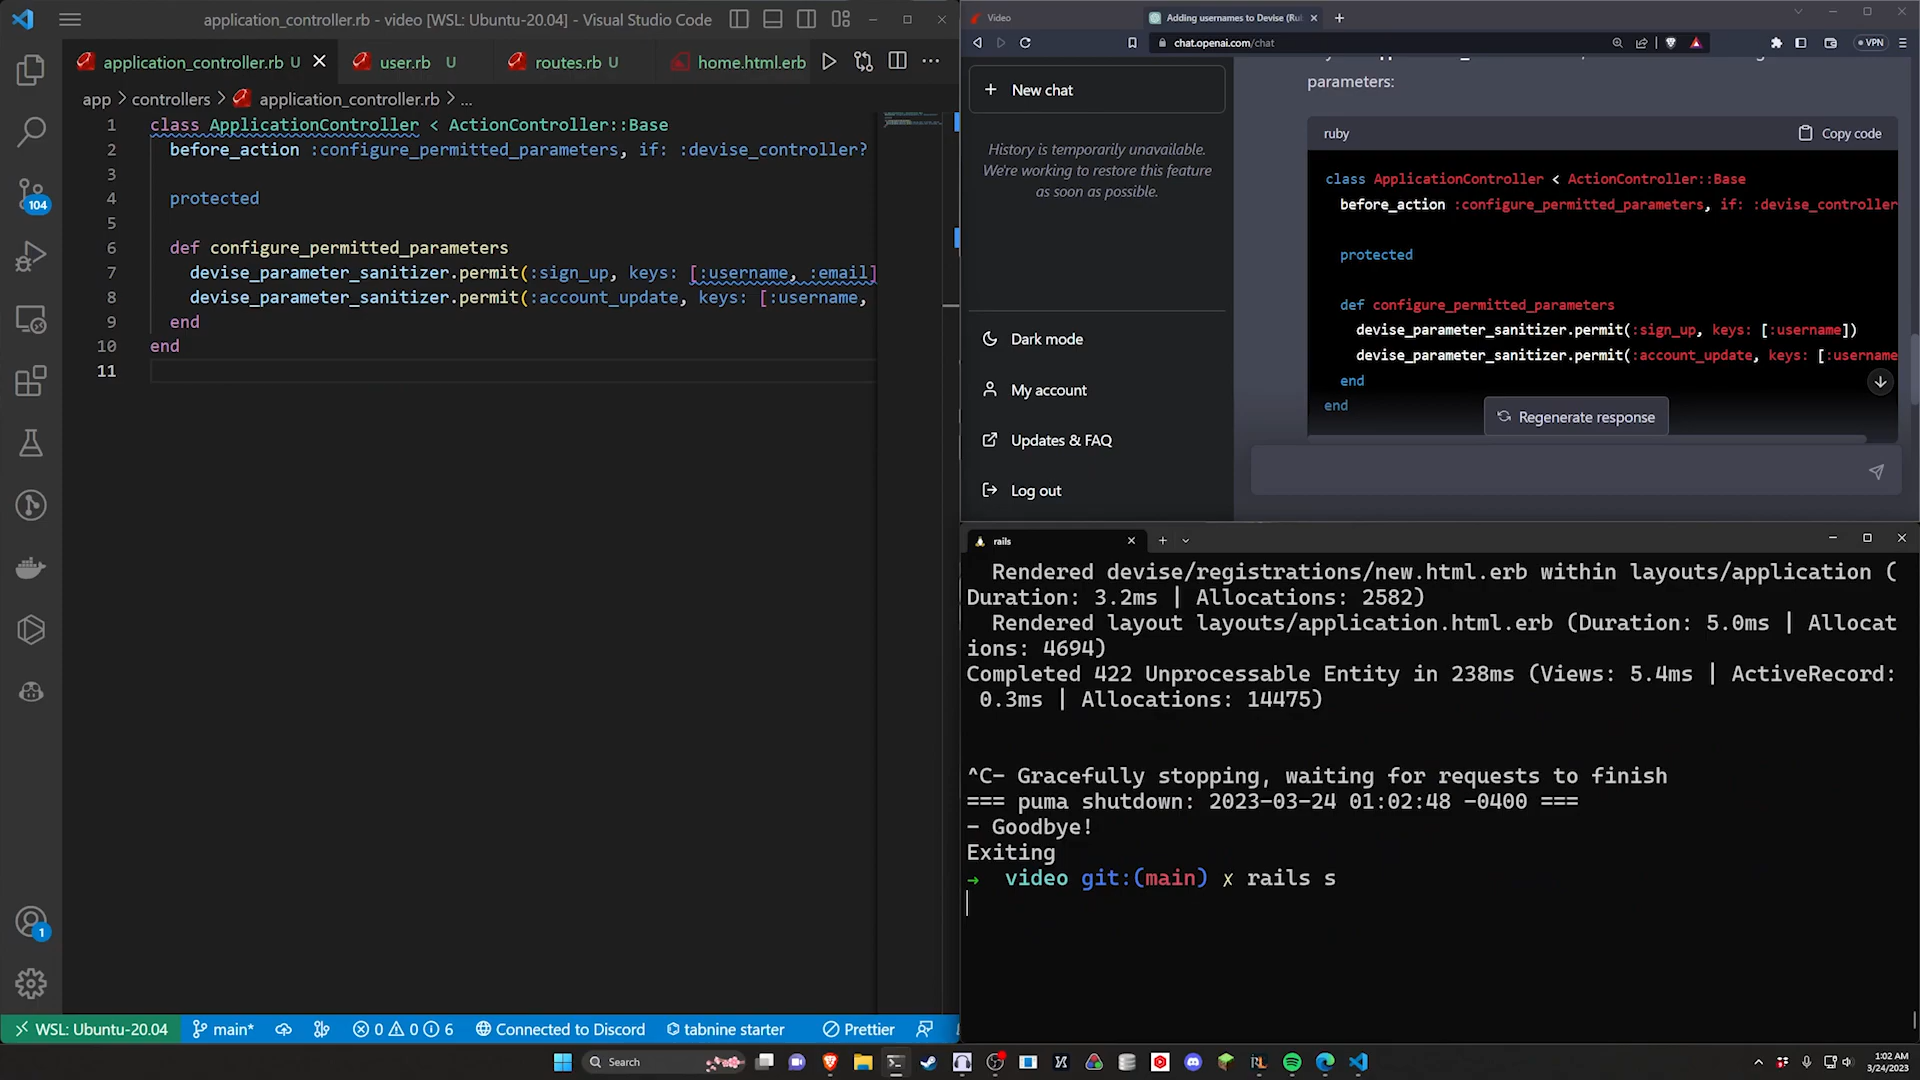 application_controller.rb - video [WSL: Ubuntu-20.04] - Visual Studio Code
application_controller.rb U
user.rb U
routes.rb U
home.html.erb
app > controllers > application_controller.rb > ...
1 class ApplicationController < ActionController::Base
2 before_action :configure_permitted_parameters, if: :devise_controller?
3
4 protected
5
6 def configure_permitted_parameters
7 devise_parameter_sanitizer.permit(:sign_up, keys: [:username, :email]
8 devise_parameter_sanitizer.permit(:account_update, keys: [:username,
9 end
10 end
11
104
1
WSL: Ubuntu-20.04
main*
0 0 6
Connected to Discord
tabnine starter
Prettier
Video
Adding usernames to Devise (Ru
chat.openai.com/chat
VPN
New chat
History is temporarily unavailable.
We're working to restore this feature
as soon as possible.
Dark mode
My account
Updates & FAQ
Log out
parameters:
ruby
Copy code
class ApplicationController < ActionController::Base
before_action :configure_permitted_parameters, if: :devise_controller
protected
def configure_permitted_parameters
devise_parameter_sanitizer.permit(:sign_up, keys: [:username])
devise_parameter_sanitizer.permit(:account_update, keys: [:username
end
end
Regenerate response
rails
Rendered devise/registrations/new.html.erb within layouts/application (
Duration: 3.2ms | Allocations: 2582)
Rendered layout layouts/application.html.erb (Duration: 5.0ms | Allocat
ions: 4694)
Completed 422 Unprocessable Entity in 238ms (Views: 5.4ms | ActiveRecord:
0.3ms | Allocations: 14475)
^C- Gracefully stopping, waiting for requests to finish
=== puma shutdown: 2023-03-24 01:02:48 -0400 ===
- Goodbye!
Exiting
→ video git:(main) ✗ rails s
Search
1:02 AM
3/24/2023